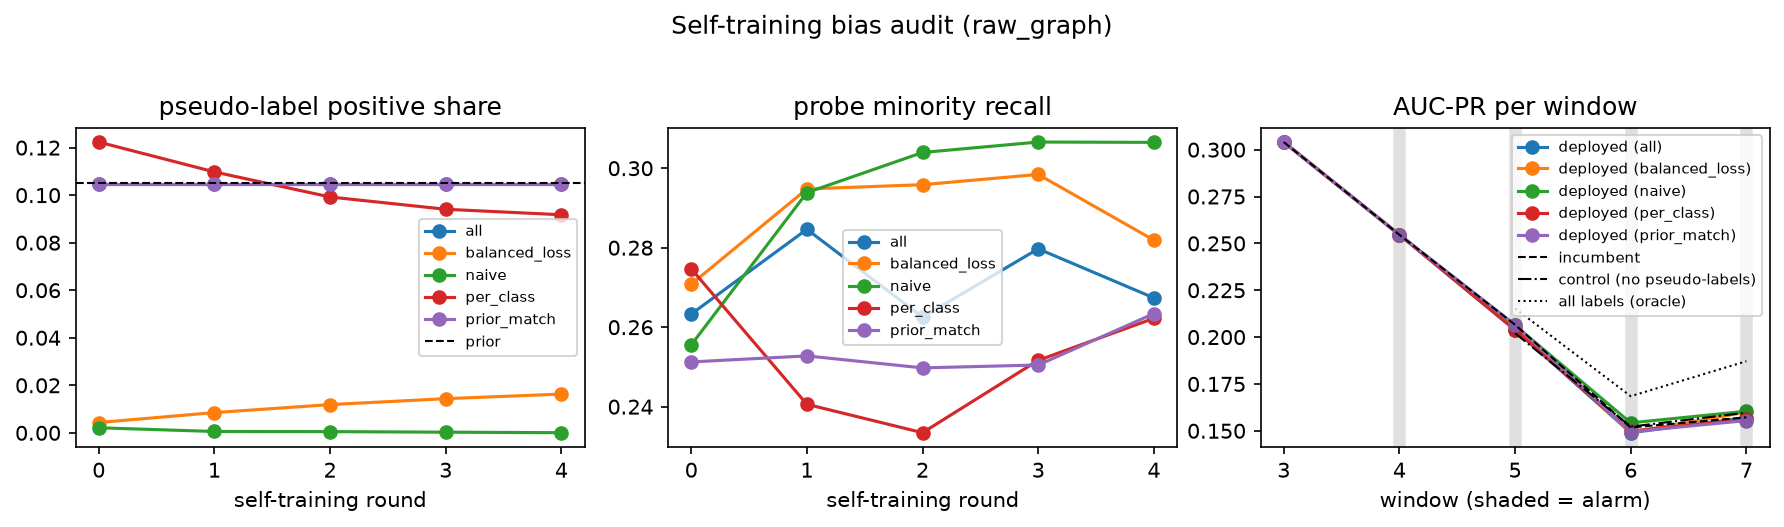 Self-training bias audit (raw_graph)
pseudo-label positive share
0.12
0.10
0.08
0.06
0.04
0.02
0.00
0 1 2 3 4
self-training round
all
balanced_loss
naive
per_class
prior_match
prior
probe minority recall
0.30
0.28
0.26
0.24
0 1 2 3 4
self-training round
all
balanced_loss
naive
per_class
prior_match
AUC-PR per window
0.300
0.275
0.250
0.225
0.200
0.175
0.150
3 4 5 6 7
window (shaded = alarm)
deployed (all)
deployed (balanced_loss)
deployed (naive)
deployed (per_class)
deployed (prior_match)
incumbent
control (no pseudo-labels)
all labels (oracle)